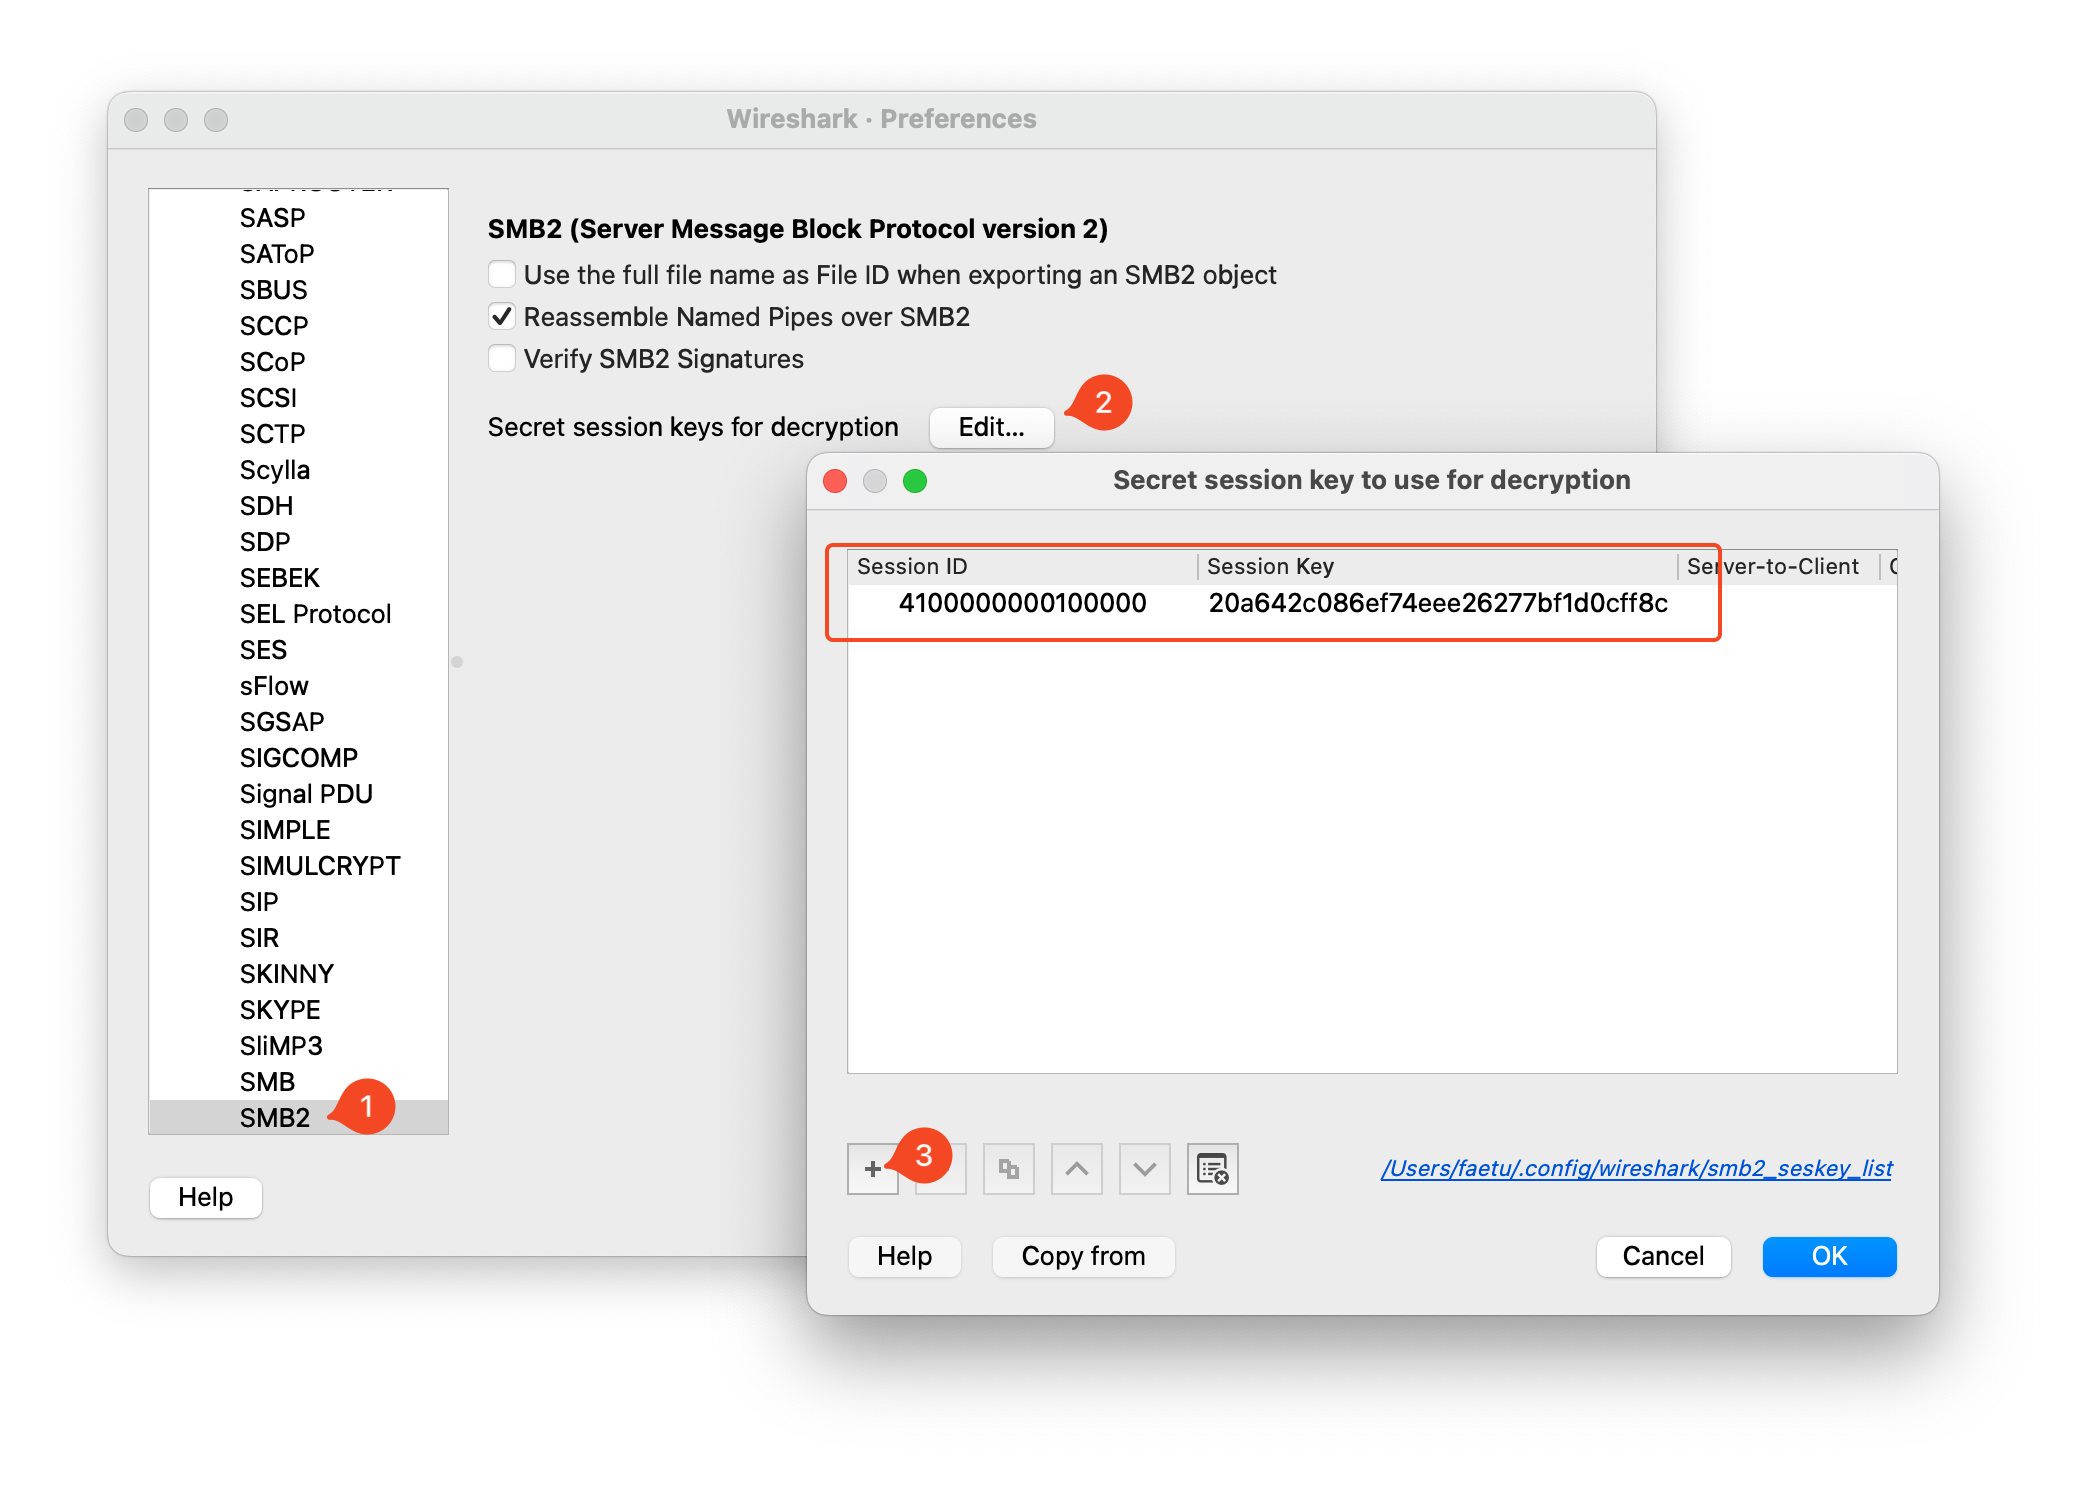 Wireshark · Preferences
SASP
SAToP
SBUS
SCCP
SCoP
SCSI
SCTP
Scylla
SDH
SDP
SEBEK
SEL Protocol
SES
sFlow
SGSAP
SIGCOMP
Signal PDU
SIMPLE
SIMULCRYPT
SIP
SIR
SKINNY
SKYPE
SliMP3
SMB
SMB2
1
Help
SMB2 (Server Message Block Protocol version 2)
Use the full file name as File ID when exporting an SMB2 object
Reassemble Named Pipes over SMB2
Verify SMB2 Signatures
Secret session keys for decryption Edit... 2
Secret session key to use for decryption
Session ID Session Key Server-to-Client
4100000000100000 20a642c086ef74eee26277bf1d0cff8c
+ 3
/Users/faetu/.config/wireshark/smb2_seskey_list
Help Copy from Cancel OK